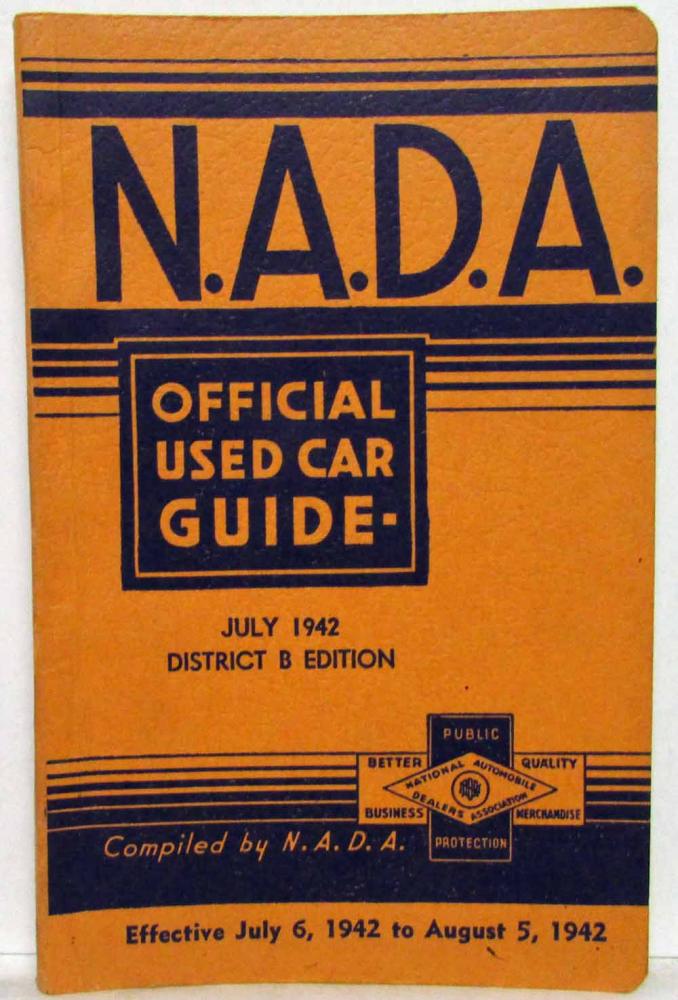 N.A.D.A.
OFFICIAL
USED CAR
GUIDE-
JULY 1942
DISTRICT B EDITION
PUBLIC
BETTER
QUALITY
NATIONAL AUTOMOBILE
DEALERS ASSOCIATION
BUSINESS
MERCHANDISE
PROTECTION
Compiled by N.A.D.A.
Effective July 6, 1942 to August 5, 1942